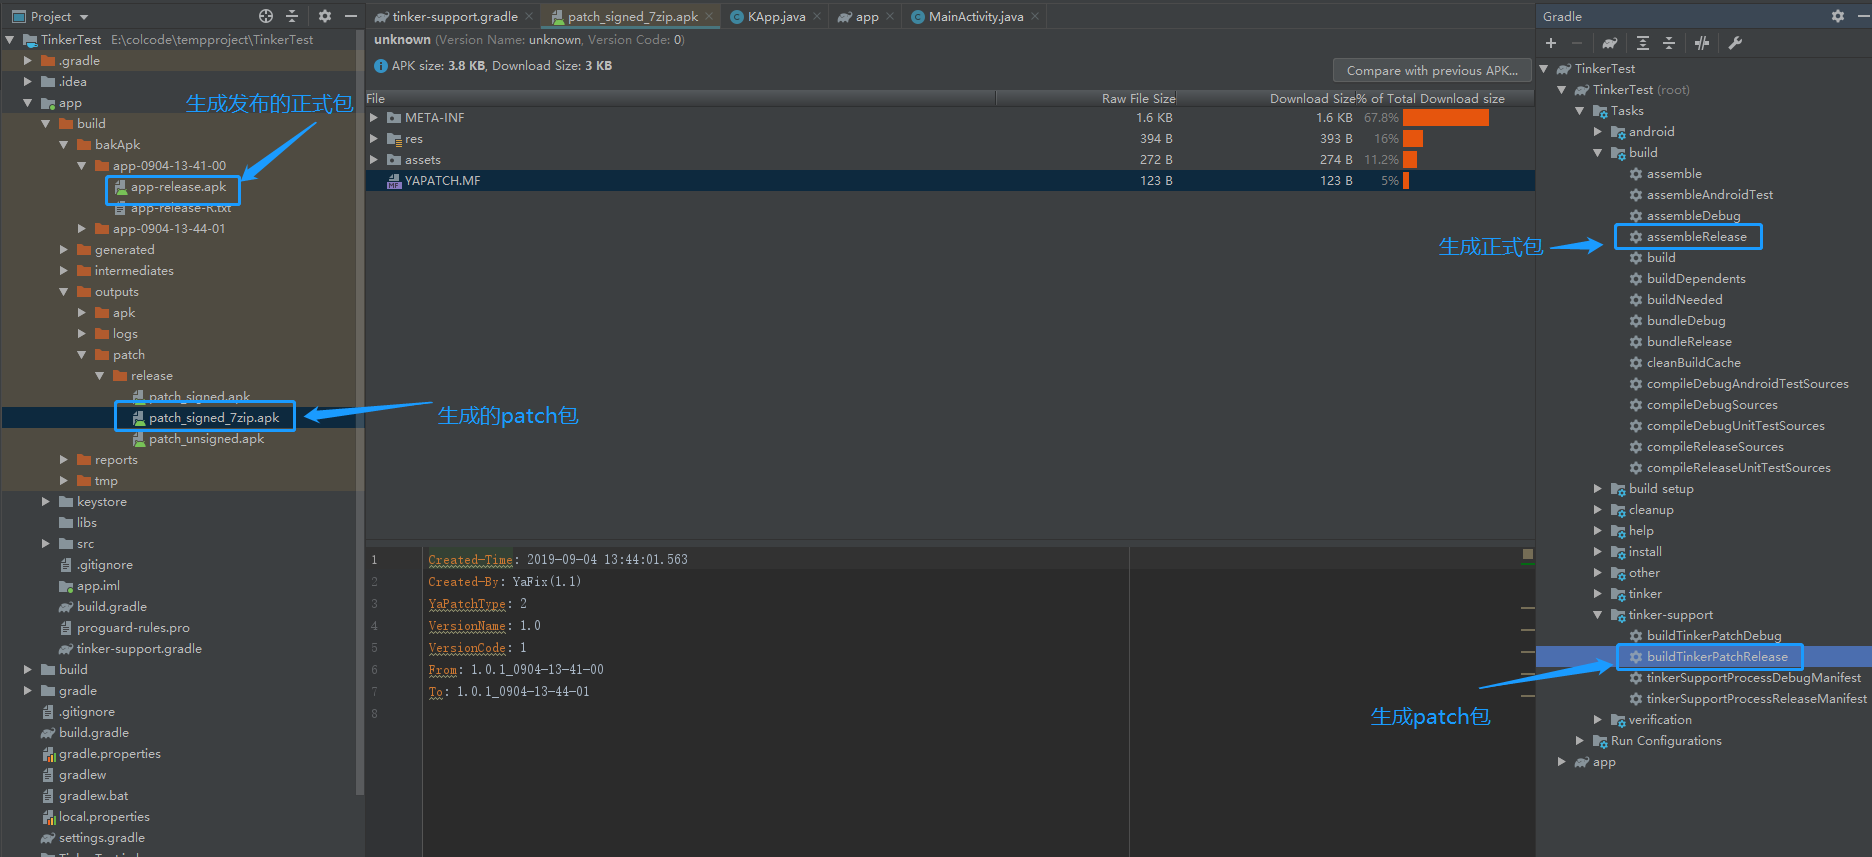 Project
TinkerTest E:\colcode\tempproject\TinkerTest
.gradle
.idea
app
生成发布的正式包
build
bakApk
app-0904-13-41-00
app-release.apk
app-release-R.txt
app-0904-13-44-01
generated
intermediates
outputs
apk
logs
patch
release
patch_signed.apk
patch_signed_7zip.apk
生成的patch包
patch_unsigned.apk
reports
tmp
keystore
libs
src
.gitignore
app.iml
build.gradle
proguard-rules.pro
tinker-support.gradle
build
gradle
.gitignore
build.gradle
gradle.properties
gradlew
gradlew.bat
local.properties
settings.gradle
tinker-support.gradle
patch_signed_7zip.apk
KApp.java
app
MainActivity.java
unknown (Version Name: unknown, Version Code: 0)
APK size: 3.8 KB, Download Size: 3 KB
Compare with previous APK...
File Raw File Size Download Size % of Total Download size
META-INF 1.6 KB 1.6 KB 67.8%
res 394 B 393 B 16%
assets 272 B 274 B 11.2%
YAPATCH.MF 123 B 123 B 5%
1 Created-Time: 2019-09-04 13:44:01.563
2 Created-By: YaFix(1.1)
3 YaPatchType: 2
4 VersionName: 1.0
5 VersionCode: 1
6 From: 1.0.1_0904-13-41-00
7 To: 1.0.1_0904-13-44-01
8
Gradle
TinkerTest
TinkerTest (root)
Tasks
android
build
assemble
assembleAndroidTest
assembleDebug
生成正式包
assembleRelease
build
buildDependents
buildNeeded
bundleDebug
bundleRelease
cleanBuildCache
compileDebugAndroidTestSources
compileDebugSources
compileDebugUnitTestSources
compileReleaseSources
compileReleaseUnitTestSources
build setup
cleanup
help
install
other
tinker
tinker-support
buildTinkerPatchDebug
buildTinkerPatchRelease
生成patch包
tinkerSupportProcessDebugManifest
tinkerSupportProcessReleaseManifest
verification
Run Configurations
app